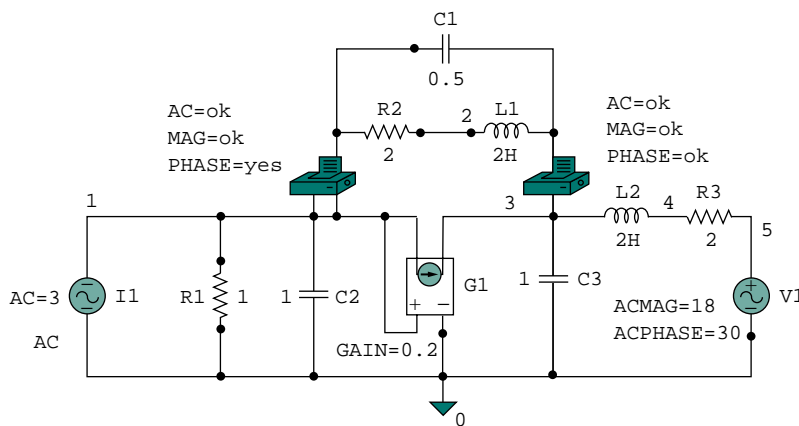 C1
0.5
AC=ok
MAG=ok
PHASE=yes
R2
2
2
L1
2H
AC=ok
MAG=ok
PHASE=ok
1
3
L2
2H
4
R3
2
5
AC=3
I1
AC
R1
1
1
C2
+
−
G1
GAIN=0.2
1
C3
ACMAG=18
ACPHASE=30
V1
0